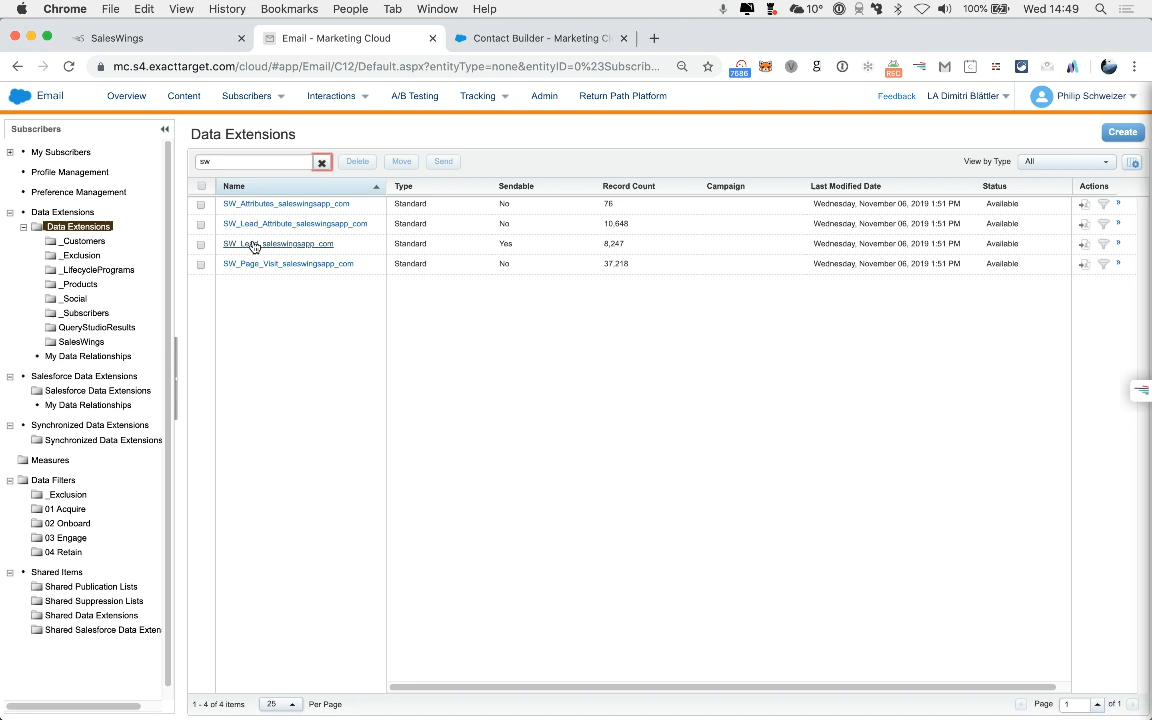 Chrome File Edit View History Bookmarks People Tab Window Help 10° 100% Wed 14:49
SalesWings Email - Marketing Cloud Contact Builder - Marketing Cl
mc.s4.exacttarget.com/cloud/#app/Email/C12/Default.aspx?entityType=none&entityID=0%23Subscrib... 7686 REC
Email Overview Content Subscribers Interactions A/B Testing Tracking Admin Return Path Platform Feedback LA Dimitri Blättler Philip Schweizer
Subscribers
My Subscribers
Profile Management
Preference Management
Data Extensions
Data Extensions
_Customers
_Exclusion
_LifecyclePrograms
_Products
_Social
_Subscribers
QueryStudioResults
SalesWings
My Data Relationships
Salesforce Data Extensions
Salesforce Data Extensions
My Data Relationships
Synchronized Data Extensions
Synchronized Data Extensions
Measures
Data Filters
_Exclusion
01 Acquire
02 Onboard
03 Engage
04 Retain
Shared Items
Shared Publication Lists
Shared Suppression Lists
Shared Data Extensions
Shared Salesforce Data Exten
Data Extensions Create
sw Delete Move Send View by Type All
Name Type Sendable Record Count Campaign Last Modified Date Status Actions
SW_Attributes_saleswingsapp_com Standard No 76 Wednesday, November 06, 2019 1:51 PM Available
SW_Lead_Attribute_saleswingsapp_com Standard No 10,648 Wednesday, November 06, 2019 1:51 PM Available
SW_Lead_saleswingsapp_com Standard Yes 8,247 Wednesday, November 06, 2019 1:51 PM Available
SW_Page_Visit_saleswingsapp_com Standard No 37,218 Wednesday, November 06, 2019 1:51 PM Available
1 - 4 of 4 items 25 Per Page Page 1 of 1